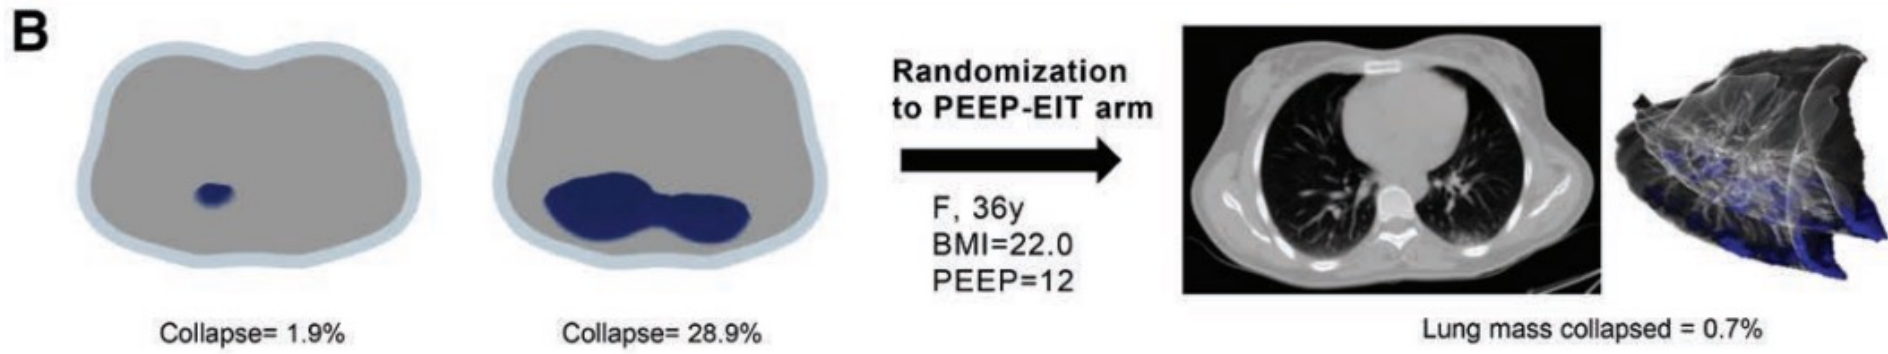 B
Collapse= 1.9%
Collapse= 28.9%
Randomization
to PEEP-EIT arm
F, 36y
BMI=22.0
PEEP=12
Lung mass collapsed = 0.7%